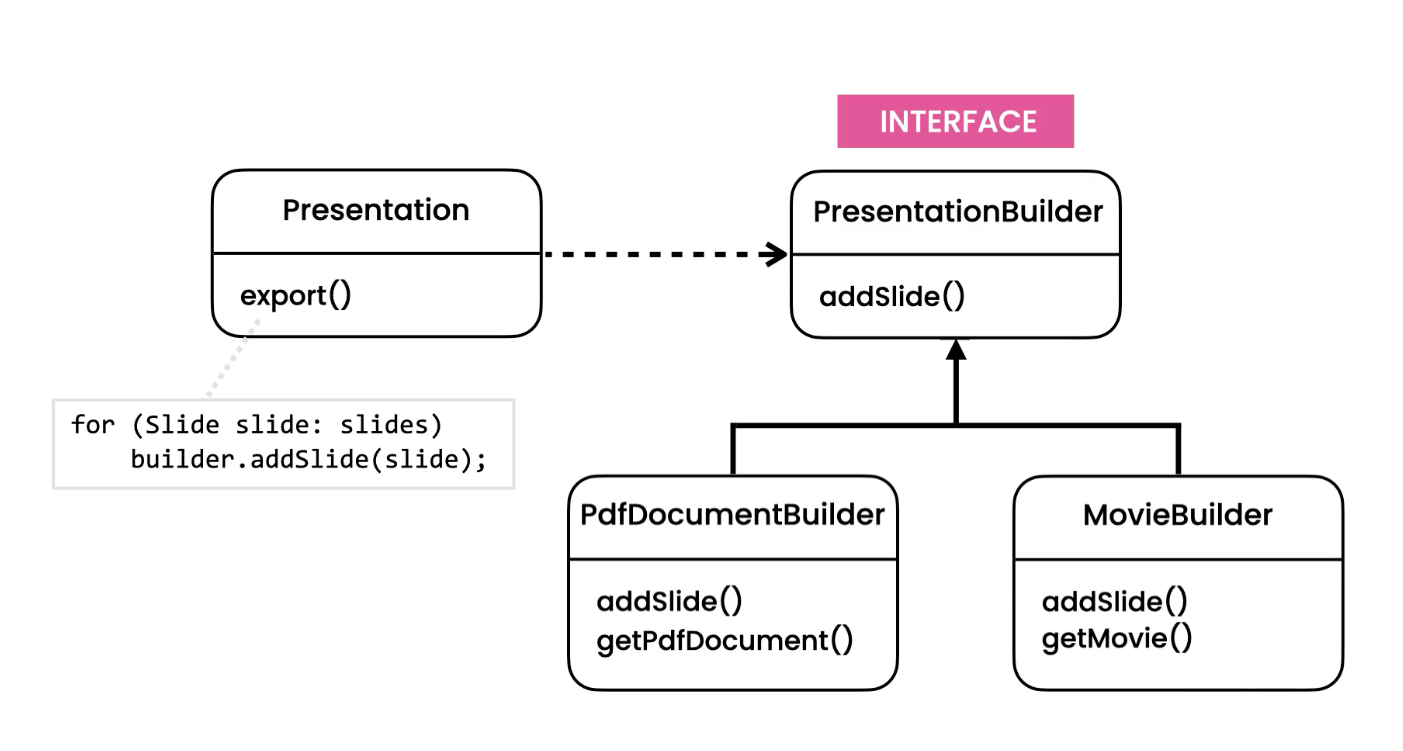 INTERFACE
Presentation
export()
PresentationBuilder
addSlide()
for (Slide slide: slides)
    builder.addSlide(slide);
PdfDocumentBuilder
addSlide()
getPdfDocument()
MovieBuilder
addSlide()
getMovie()